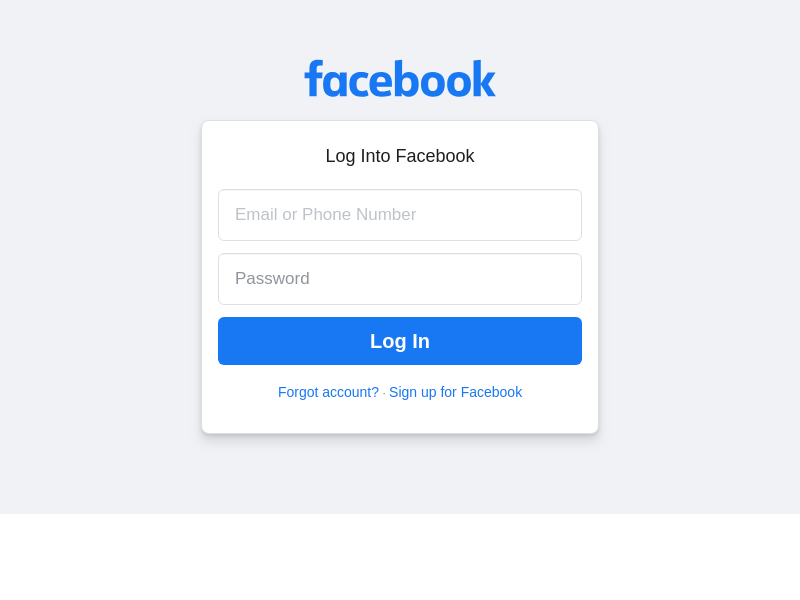 facebook
Log Into Facebook
Email or Phone Number
Password
Log In
Forgot account? · Sign up for Facebook